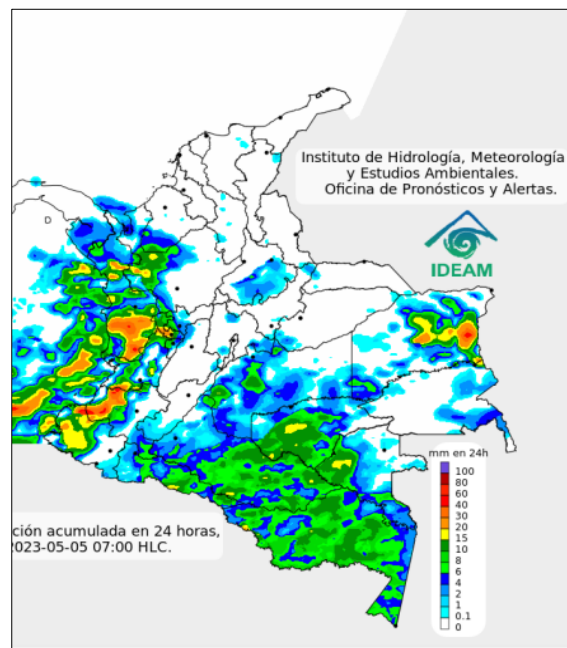 Instituto de Hidrología, Meteorología
y Estudios Ambientales.
Oficina de Pronósticos y Alertas.
D
IDEAM
mm en 24h
100
80
60
40
30
20
15
10
8
6
4
2
1
0.1
0
ción acumulada en 24 horas,
2023-05-05 07:00 HLC.